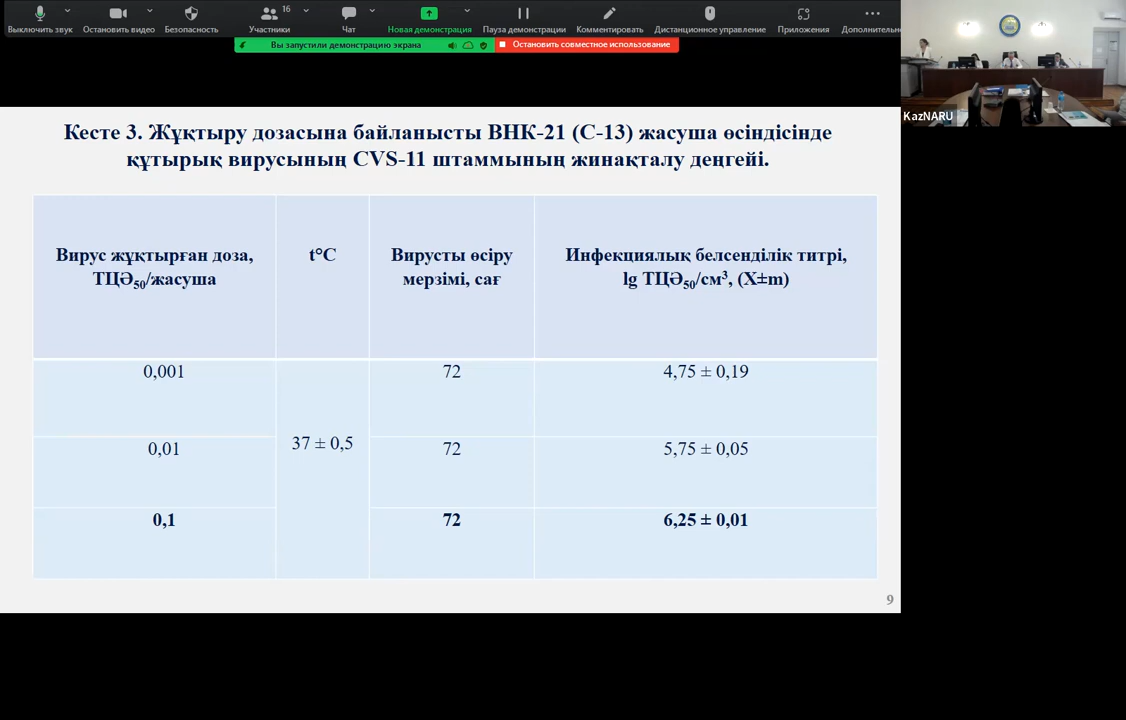 16
Выключить звук
Остановить видео
Безопасность
Участники
Чат
Новая демонстрация
Пауза демонстрации
Комментировать
Дистанционное управление
Приложения
Дополнительн
Вы запустили демонстрацию экрана
Остановить совместное использование
KazNARU
Кесте 3. Жұқтыру дозасына байланысты ВНК-21 (С-13) жасуша өсіндісінде
құтырық вирусының CVS-11 штаммының жинақталу деңгейі.
Вирус жұқтырған доза,
ТЦӘ₅₀/жасуша
t°C
Вирусты өсіру
мерзімі, сағ
Инфекциялық белсенділік титрі,
lg ТЦӘ₅₀/см³, (X±m)
0,001
72
4,75 ± 0,19
37 ± 0,5
0,01
72
5,75 ± 0,05
0,1
72
6,25 ± 0,01
9